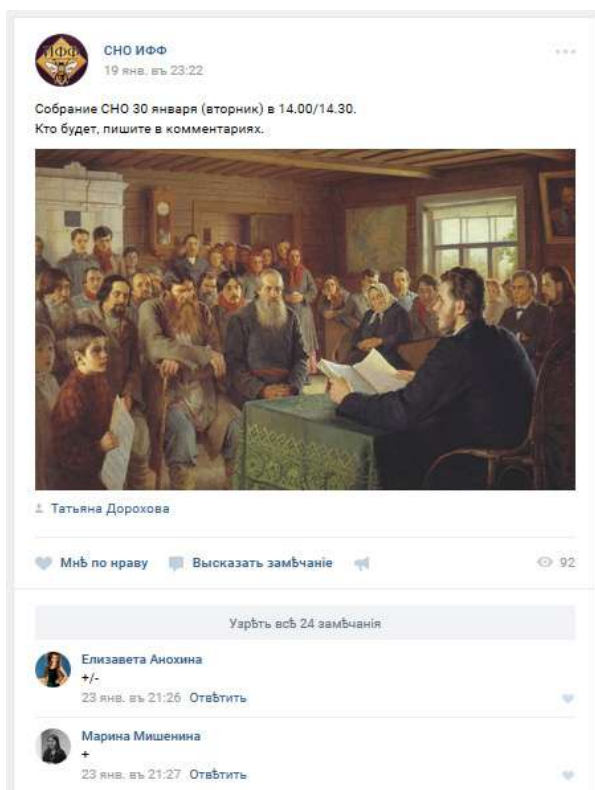 ИФФ
СНО ИФФ
19 янв. въ 23:22
Собрание СНО 30 января (вторник) в 14.00/14.30.
Кто будет, пишите в комментариях.
Татьяна Дорохова
Мнѣ по нраву Высказать замѣчаніе 92
Узрѣть всѣ 24 замѣчанія
Елизавета Анохина
+/-
23 янв. въ 21:26 Отвѣтить
Марина Мишенина
+
23 янв. въ 21:27 Отвѣтить